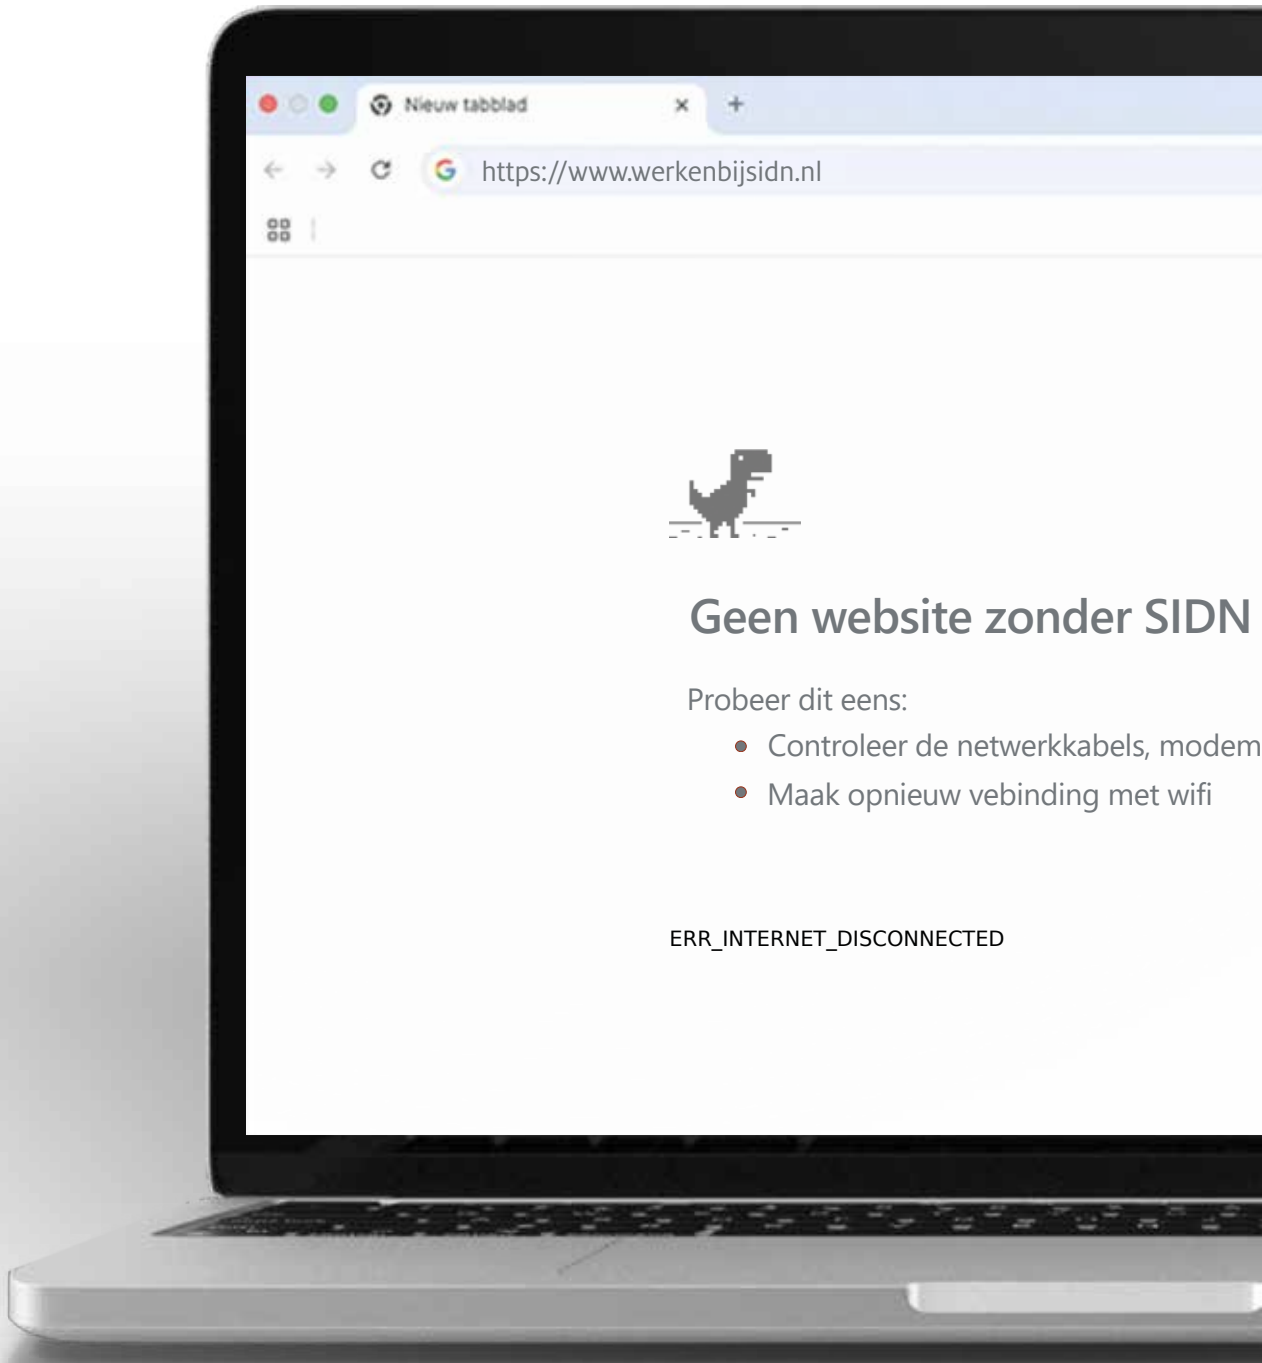 Nieuw tabblad
https://www.werkenbijsidn.nl
Geen website zonder SIDN
Probeer dit eens:
Controleer de netwerkkabels, modem
Maak opnieuw vebinding met wifi
ERR_INTERNET_DISCONNECTED